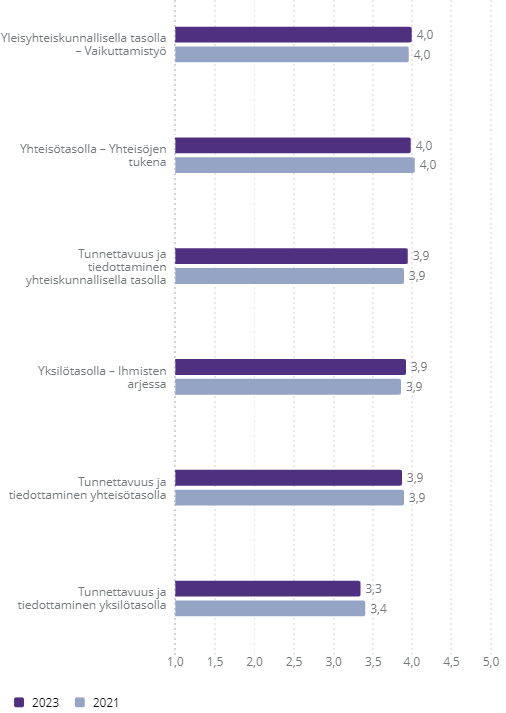 Yleisyhteiskunnallisella tasolla
– Vaikuttamistyö
4,0
4,0
Yhteisötasolla – Yhteisöjen
tukena
4,0
4,0
Tunnettavuus ja
tiedottaminen
yhteiskunnallisella tasolla
3,9
3,9
Yksilötasolla – Ihmisten
arjessa
3,9
3,9
Tunnettavuus ja
tiedottaminen yhteisötasolla
3,9
3,9
Tunnettavuus ja
tiedottaminen yksilötasolla
3,3
3,4
1,0 1,5 2,0 2,5 3,0 3,5 4,0 4,5 5,0
2023 2021